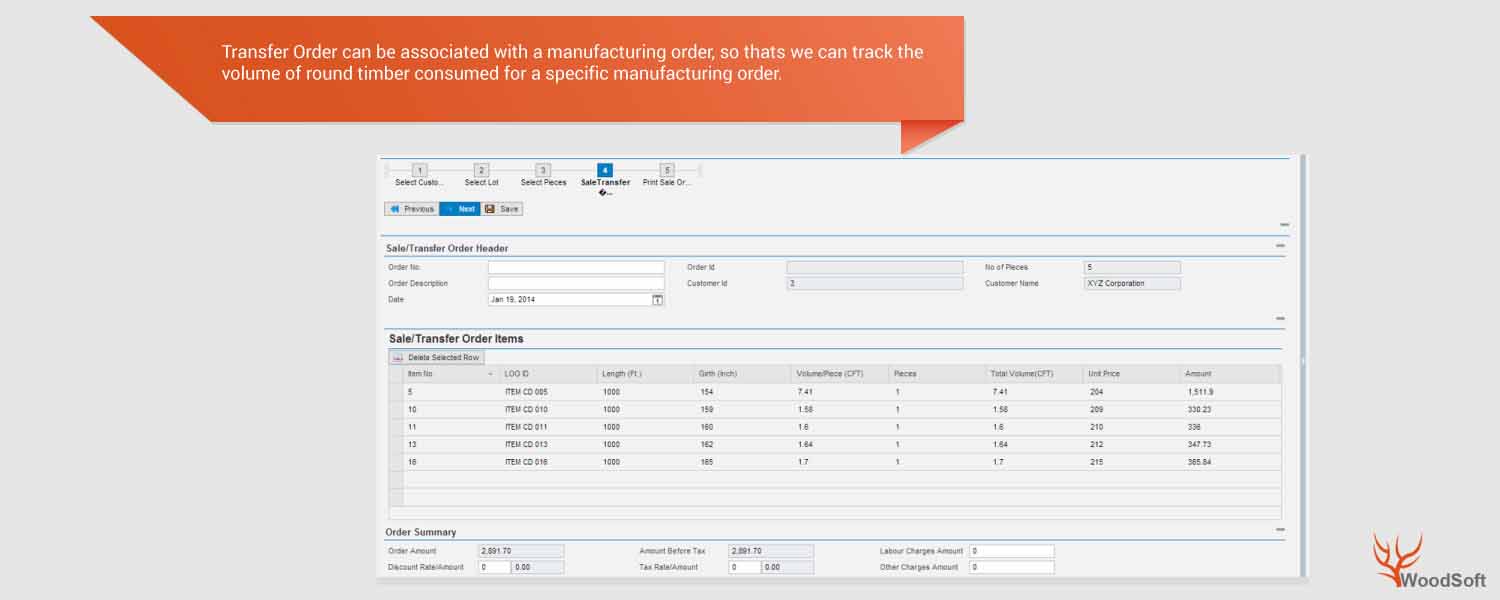 Transfer Order can be associated with a manufacturing order, so thats we can track the
volume of round timber consumed for a specific manufacturing order.
1 2 3 4 5
Select Custo... Select Lot Select Pieces SaleTransfer Print Sale Or...
�...
Previous Next Save
Sale/Transfer Order Header
Order No. Order Id No of Pieces 5
Order Description Customer Id 3 Customer Name XYZ Corporation
Date Jan 19, 2014
Sale/Transfer Order Items
Delete Selected Row
Item No. LOG ID Length (Ft.) Girth (Inch) Volume/Piece (CFT) Pieces Total Volume(CFT) Unit Price Amount
5 ITEM CD 005 1000 154 7.41 1 7.41 204 1,511.9
10 ITEM CD 010 1000 159 1.58 1 1.58 209 330.23
11 ITEM CD 011 1000 160 1.6 1 1.6 210 336
13 ITEM CD 013 1000 162 1.64 1 1.64 212 347.73
16 ITEM CD 016 1000 165 1.7 1 1.7 215 365.84
Order Summary
Order Amount 2,891.70 Amount Before Tax 2,891.70 Labour Charges Amount 0
Discount Rate/Amount 0 0.00 Tax Rate/Amount 0 0.00 Other Charges Amount 0
WoodSoft